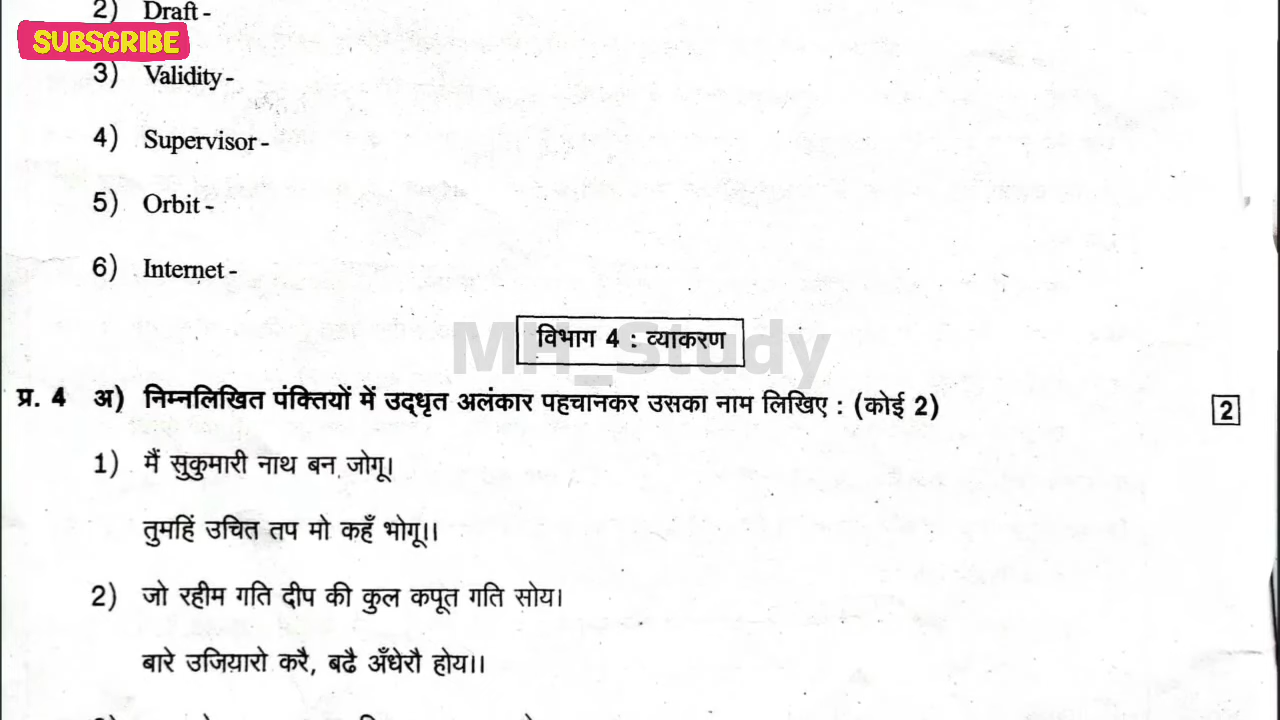 2) Draft -
SUBSCRIBE
3) Validity -
4) Supervisor -
5) Orbit -
6) Internet -
MH_Study
विभाग 4 : व्याकरण
प्र. 4 अ) निम्नलिखित पंक्तियों में उद्धृत अलंकार पहचानकर उसका नाम लिखिए : (कोई 2) 2
1) मैं सुकुमारी नाथ बन जोगू।
तुमहिं उचित तप मो कहँ भोगू।।
2) जो रहीम गति दीप की कुल कपूत गति सोय।
बारे उजियारो करै, बढै अँधेरौ होय।।